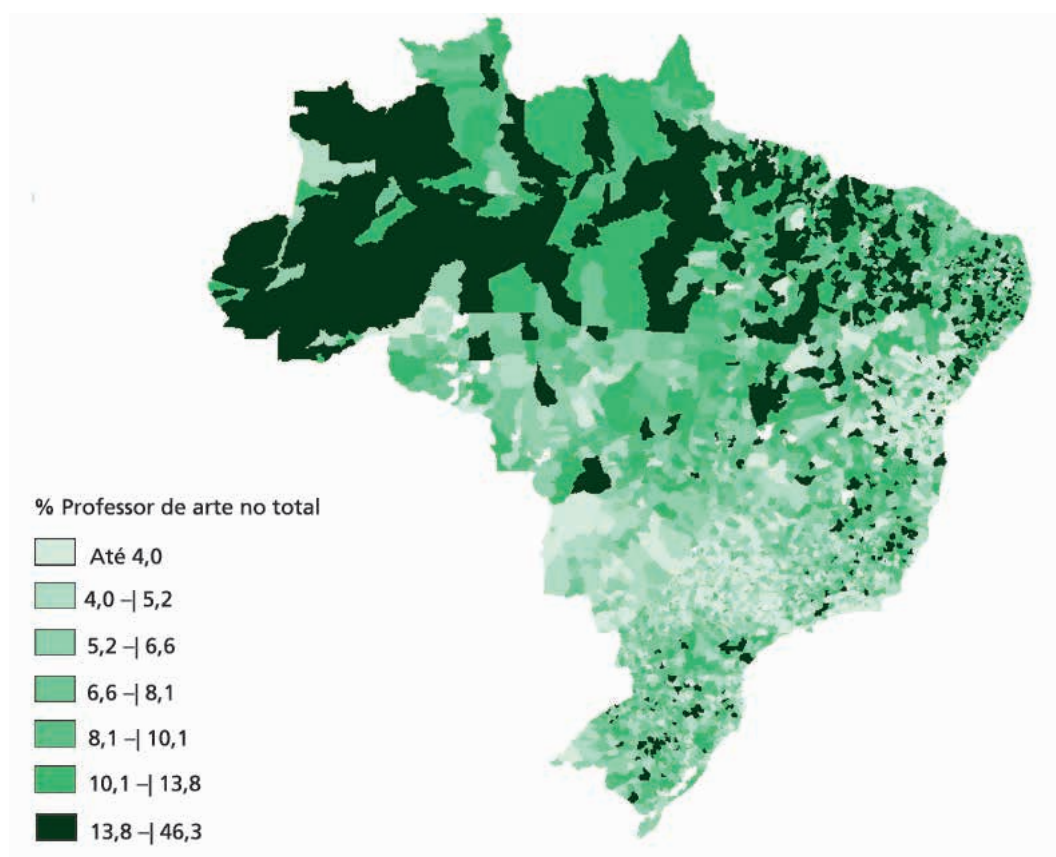 % Professor de arte no total
Até 4,0
4,0 –| 5,2
5,2 –| 6,6
6,6 –| 8,1
8,1 –| 10,1
10,1 –| 13,8
13,8 –| 46,3